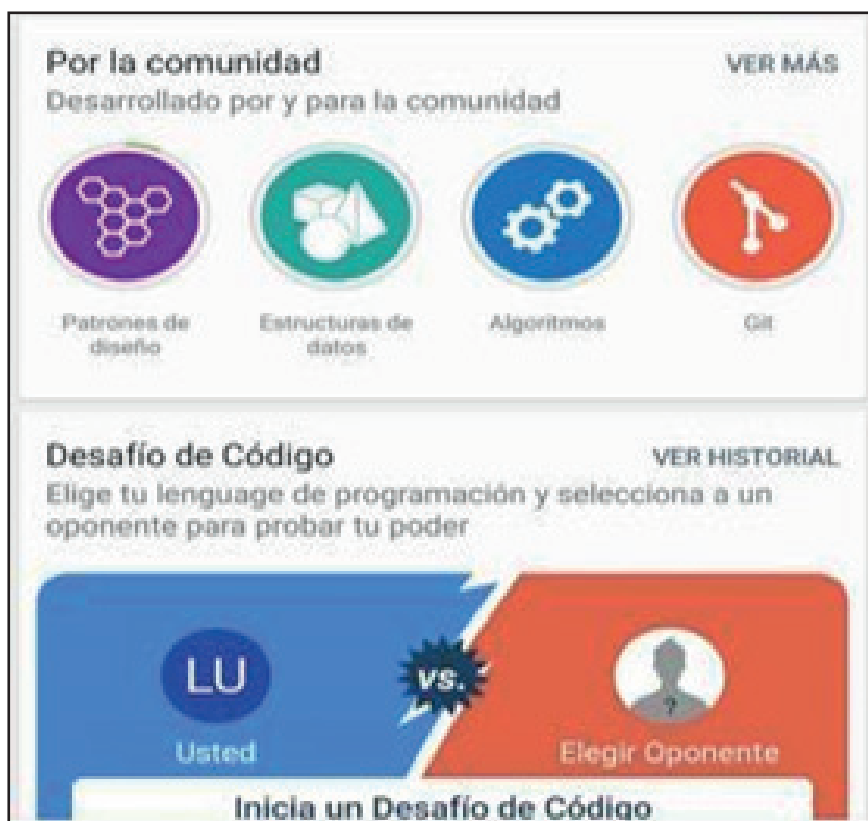 Por la comunidad
VER MÁS
Desarrollado por y para la comunidad
Patrones de
diseño
Estructuras de
datos
Algoritmos
Git
Desafío de Código
VER HISTORIAL
Elige tu lenguage de programación y selecciona a un
oponente para probar tu poder
LU
vs.
?
Usted
Elegir Oponente
Inicia un Desafío de Código